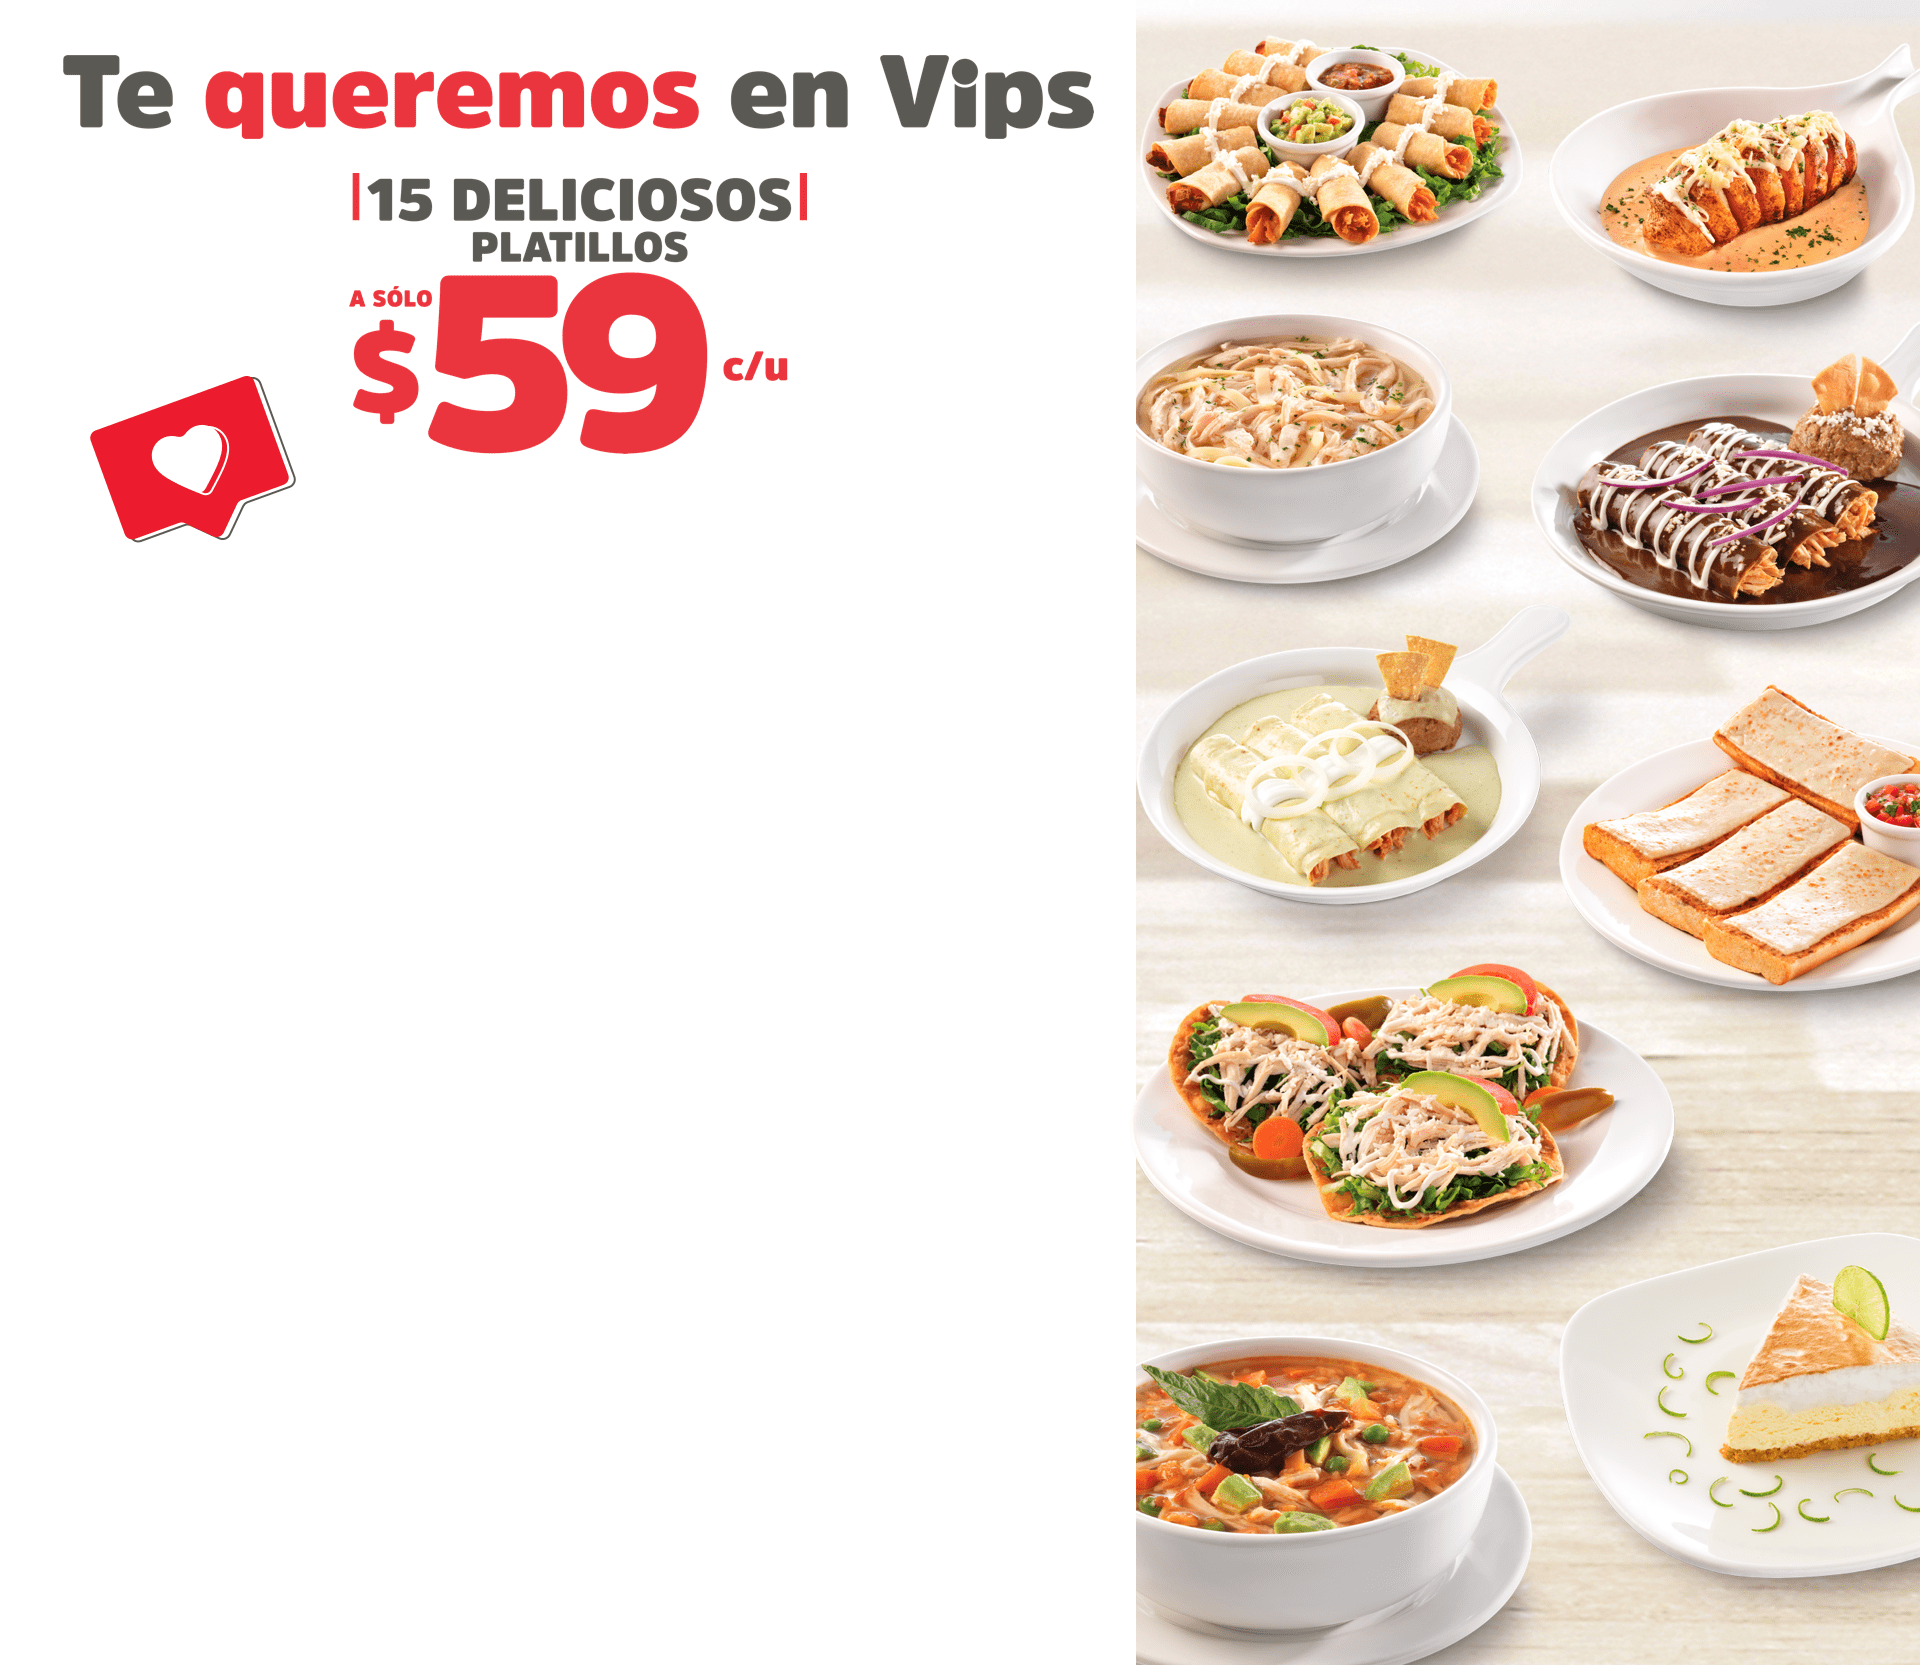 Te queremos en Vips
15 DELICIOSOS
PLATILLOS
A SÓLO
$59 c/u